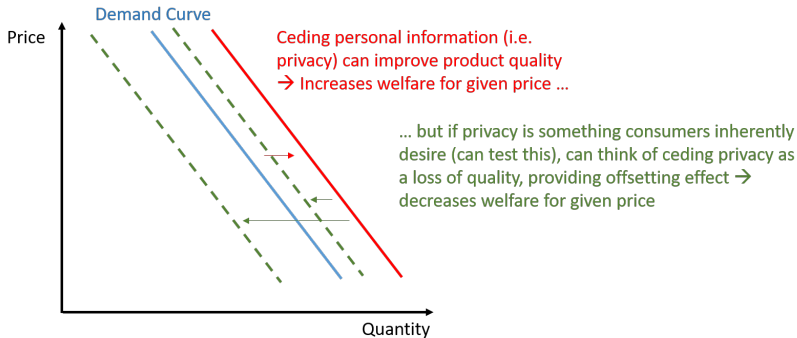 Demand Curve
Price
Ceding personal information (i.e.
privacy) can improve product quality
→ Increases welfare for given price ...
... but if privacy is something consumers inherently
desire (can test this), can think of ceding privacy as
a loss of quality, providing offsetting effect →
decreases welfare for given price
Quantity